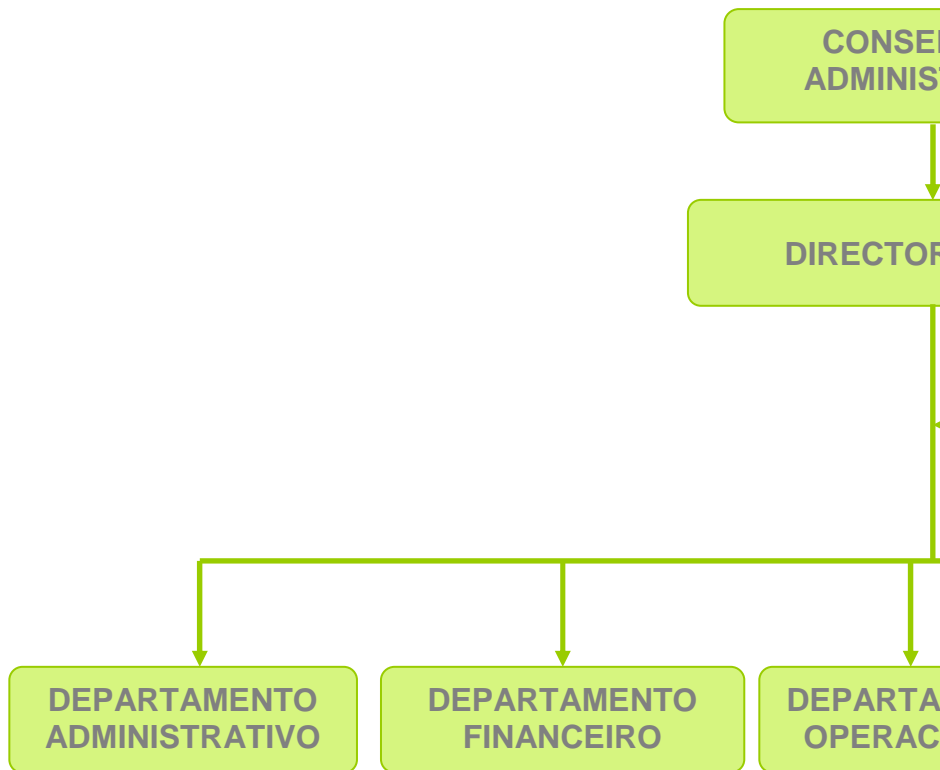 CONSE
ADMINIS
DIRECTOR
DEPARTAMENTO
ADMINISTRATIVO
DEPARTAMENTO
FINANCEIRO
DEPARTA
OPERAC